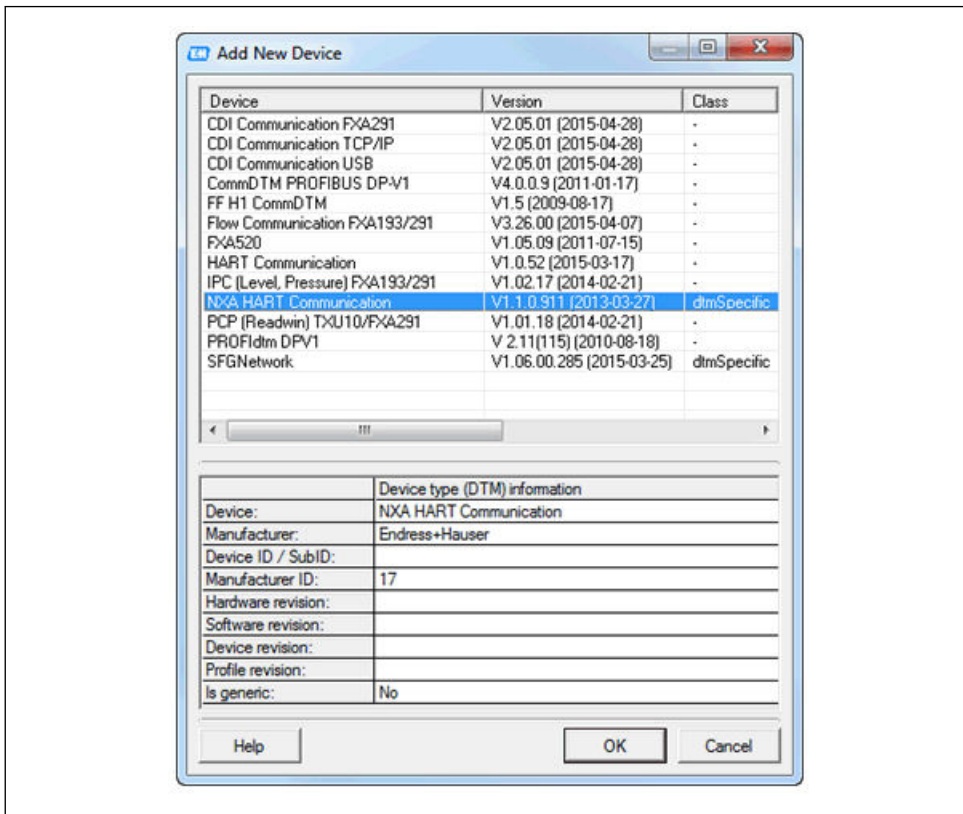 Add New Device
Device Version Class
CDI Communication FXA291 V2.05.01 (2015-04-28) -
CDI Communication TCP/IP V2.05.01 (2015-04-28) -
CDI Communication USB V2.05.01 (2015-04-28) -
CommDTM PROFIBUS DP-V1 V4.0.0.9 (2011-01-17) -
FF H1 CommDTM V1.5 (2009-08-17) -
Flow Communication FXA193/291 V3.26.00 (2015-04-07) -
FXA520 V1.05.09 (2011-07-15) -
HART Communication V1.0.52 (2015-03-17) -
IPC (Level, Pressure) FXA193/291 V1.02.17 (2014-02-21) -
NXA HART Communication V1.1.0.911 (2013-03-27) dtmSpecific
PCP (Readwin) TXU10/FXA291 V1.01.18 (2014-02-21) -
PROFIdtm DPV1 V 2.11(115) (2010-08-18) -
SFGNetwork V1.06.00.285 (2015-03-25) dtmSpecific
Device type (DTM) information
Device: NXA HART Communication
Manufacturer: Endress+Hauser
Device ID / SubID:
Manufacturer ID: 17
Hardware revision:
Software revision:
Device revision:
Profile revision:
Is generic: No
Help OK Cancel